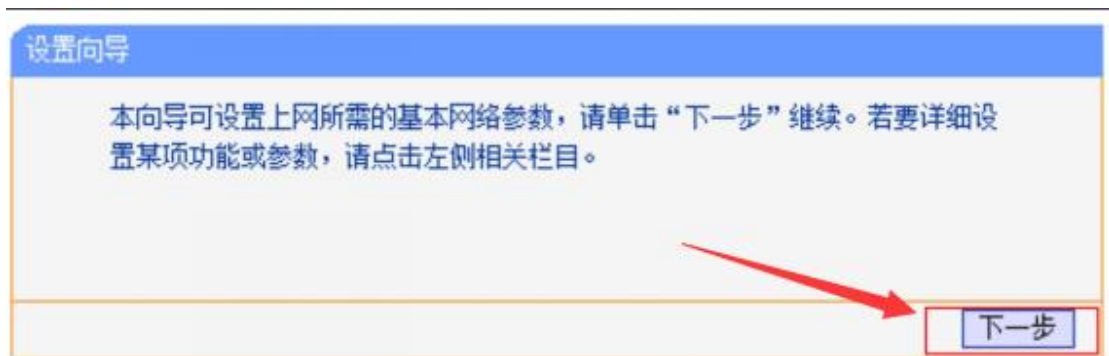 设置向导
本向导可设置上网所需的基本网络参数，请单击“下一步”继续。若要详细设
置某项功能或参数，请点击左侧相关栏目。
下一步